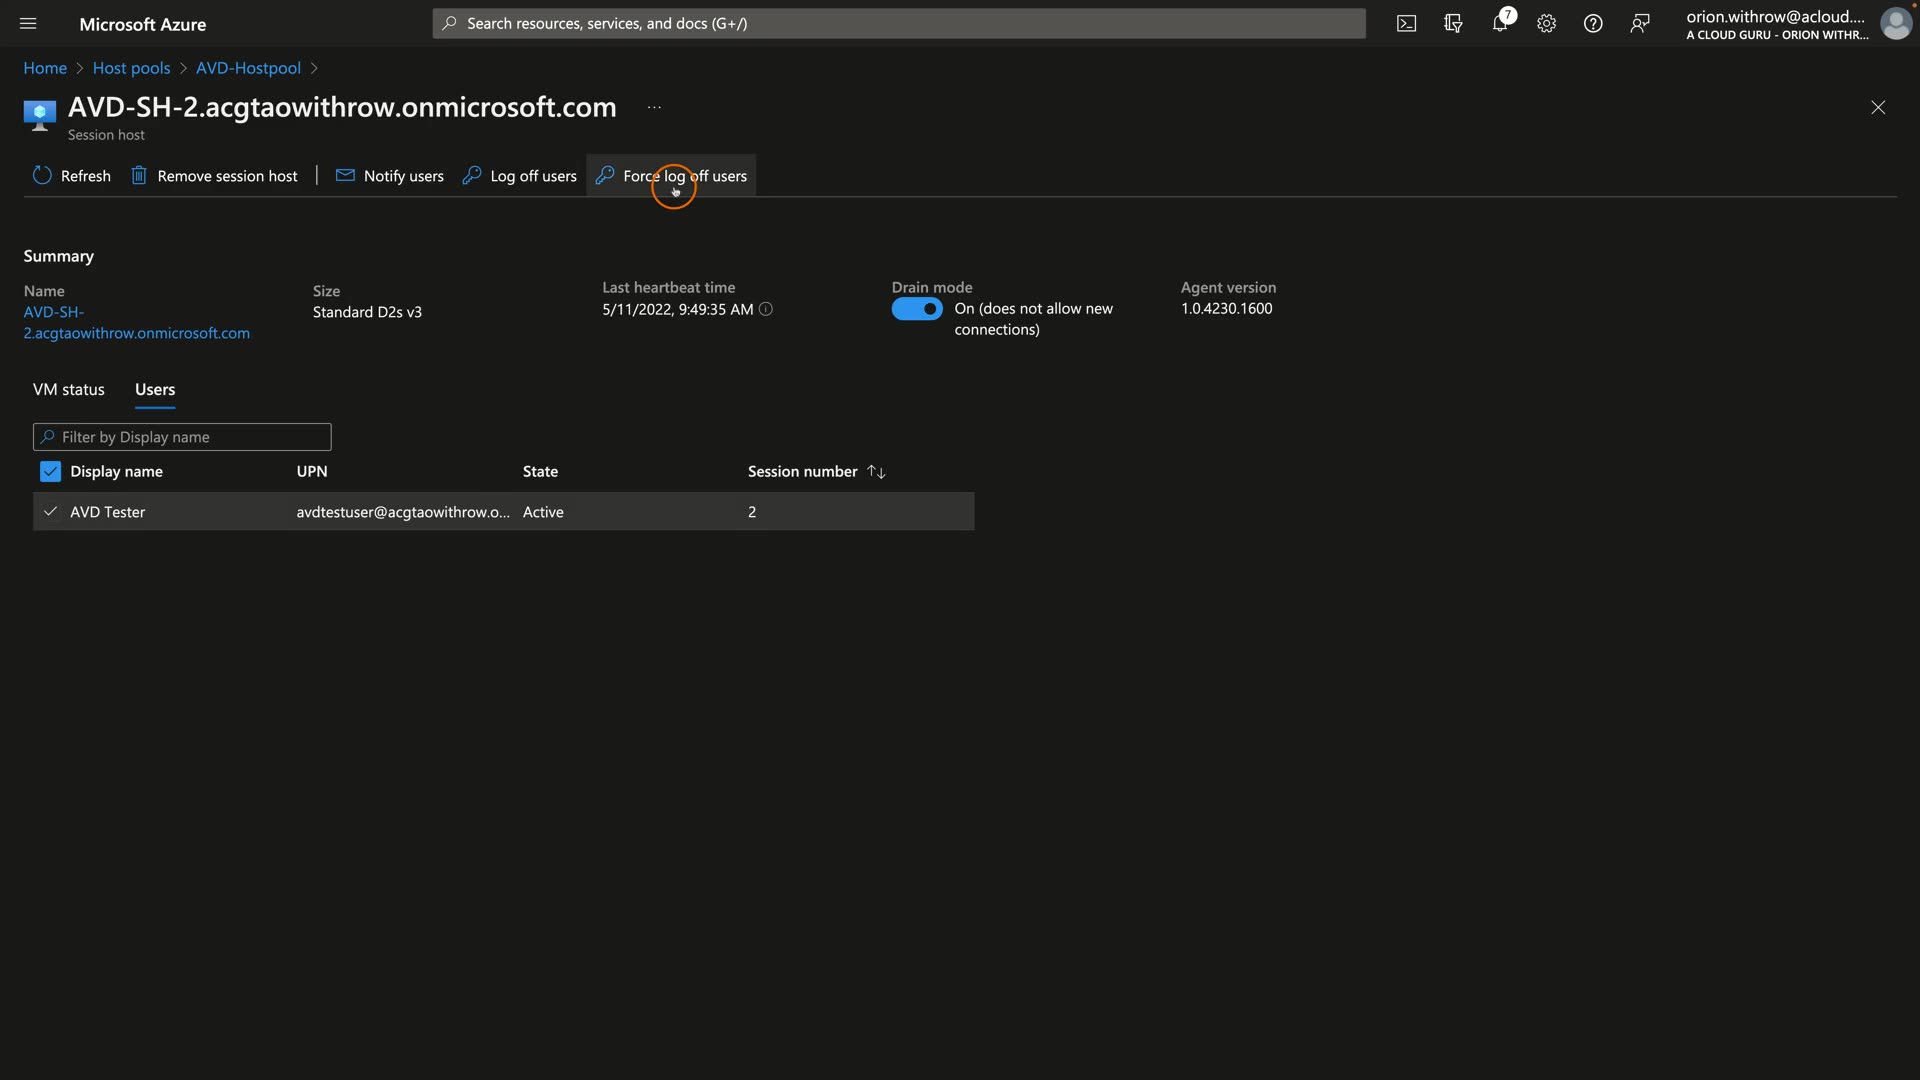 Microsoft Azure
Search resources, services, and docs (G+/)
7
orion.withrow@acloud....
A CLOUD GURU - ORION WITHR...
Home > Host pools > AVD-Hostpool >
AVD-SH-2.acgtaowithrow.onmicrosoft.com ...
Session host
Refresh
Remove session host
Notify users
Log off users
Force log off users
Summary
Name
AVD-SH-
2.acgtaowithrow.onmicrosoft.com
Size
Standard D2s v3
Last heartbeat time
5/11/2022, 9:49:35 AM
Drain mode
On (does not allow new
connections)
Agent version
1.0.4230.1600
VM status
Users
Filter by Display name
Display name UPN State Session number
AVD Tester avdtestuser@acgtaowithrow.o... Active 2